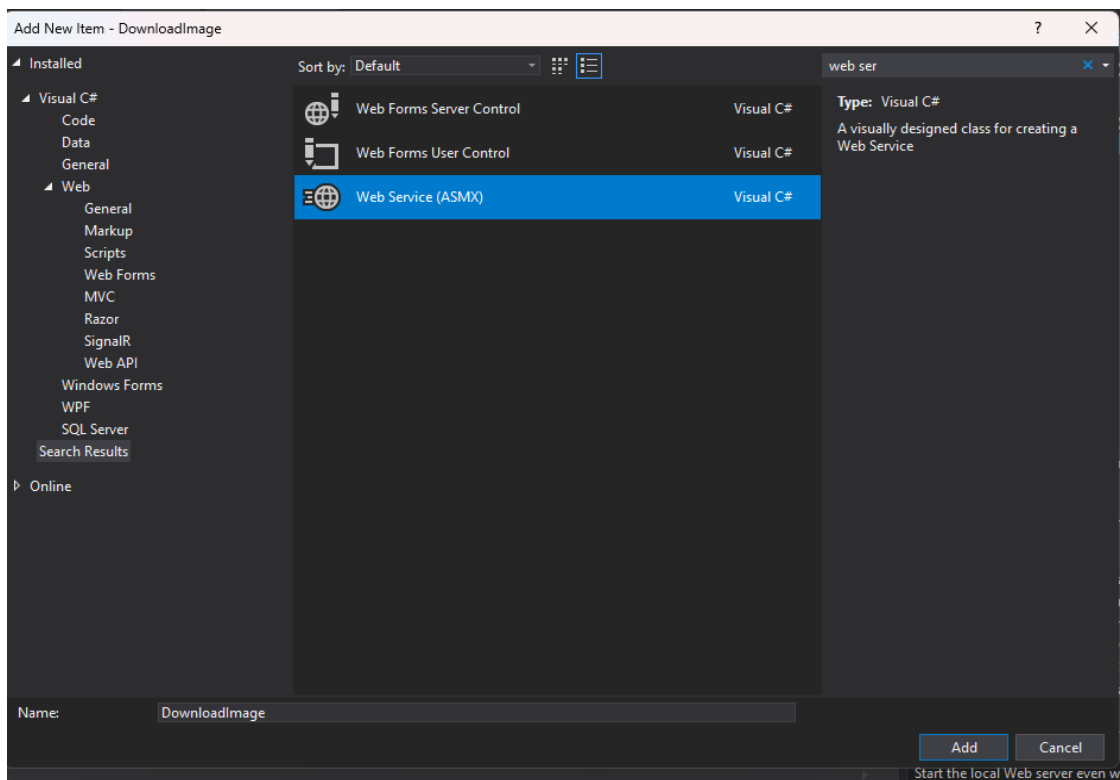 Add New Item - DownloadImage
?
Installed
Visual C#
Code
Data
General
Web
General
Markup
Scripts
Web Forms
MVC
Razor
SignalR
Web API
Windows Forms
WPF
SQL Server
Search Results
Online
Sort by: Default
Web Forms Server Control Visual C#
Web Forms User Control Visual C#
Web Service (ASMX) Visual C#
web ser
Type: Visual C#
A visually designed class for creating a
Web Service
Name: DownloadImage
Add Cancel
Start the local Web server even